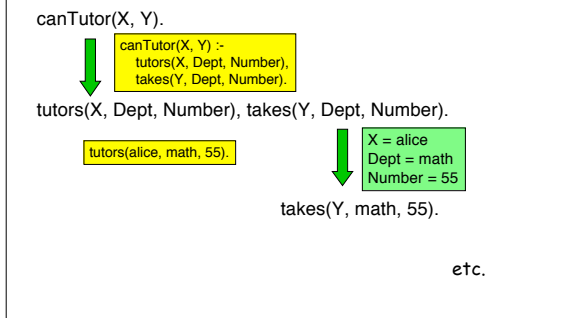 canTutor(X, Y).
canTutor(X, Y) :-
tutors(X, Dept, Number),
takes(Y, Dept, Number).
tutors(X, Dept, Number), takes(Y, Dept, Number).
tutors(alice, math, 55).
X = alice
Dept = math
Number = 55
takes(Y, math, 55).
etc.